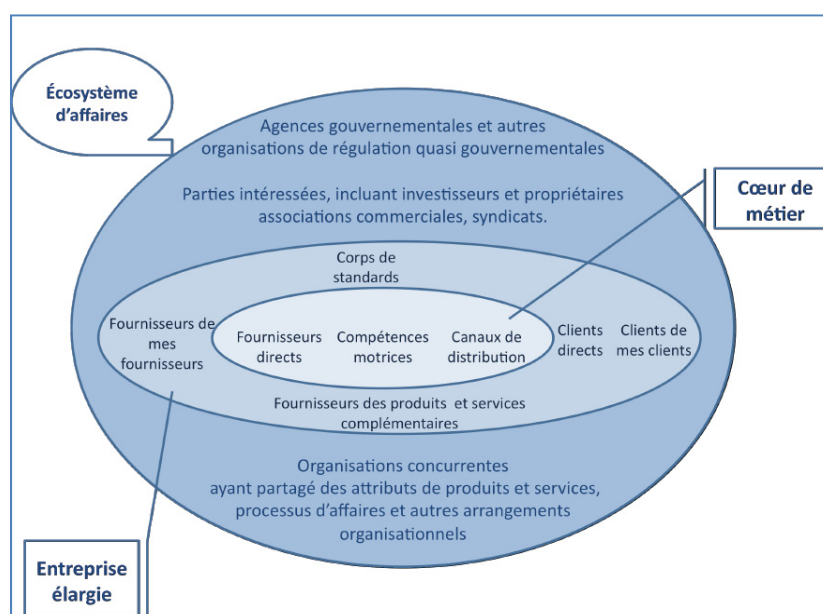 Écosystème
d’affaires
Agences gouvernementales et autres
organisations de régulation quasi gouvernementales
Cœur de
métier
Parties intéressées, incluant investisseurs et propriétaires
associations commerciales, syndicats.
Corps de
standards
Fournisseurs de
mes
fournisseurs
Fournisseurs
directs
Compétences
motrices
Canaux de
distribution
Clients
directs
Clients de
mes clients
Fournisseurs des produits et services
complémentaires
Organisations concurrentes
ayant partagé des attributs de produits et services,
processus d’affaires et autres arrangements
organisationnels
Entreprise
élargie